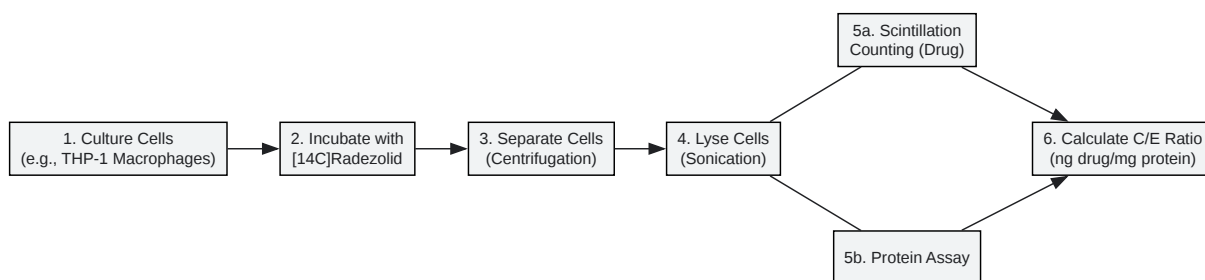 1. Culture Cells
(e.g., THP-1 Macrophages)
2. Incubate with
[14C]Radezolid
3. Separate Cells
(Centrifugation)
4. Lyse Cells
(Sonication)
5a. Scintillation
Counting (Drug)
5b. Protein Assay
6. Calculate C/E Ratio
(ng drug/mg protein)